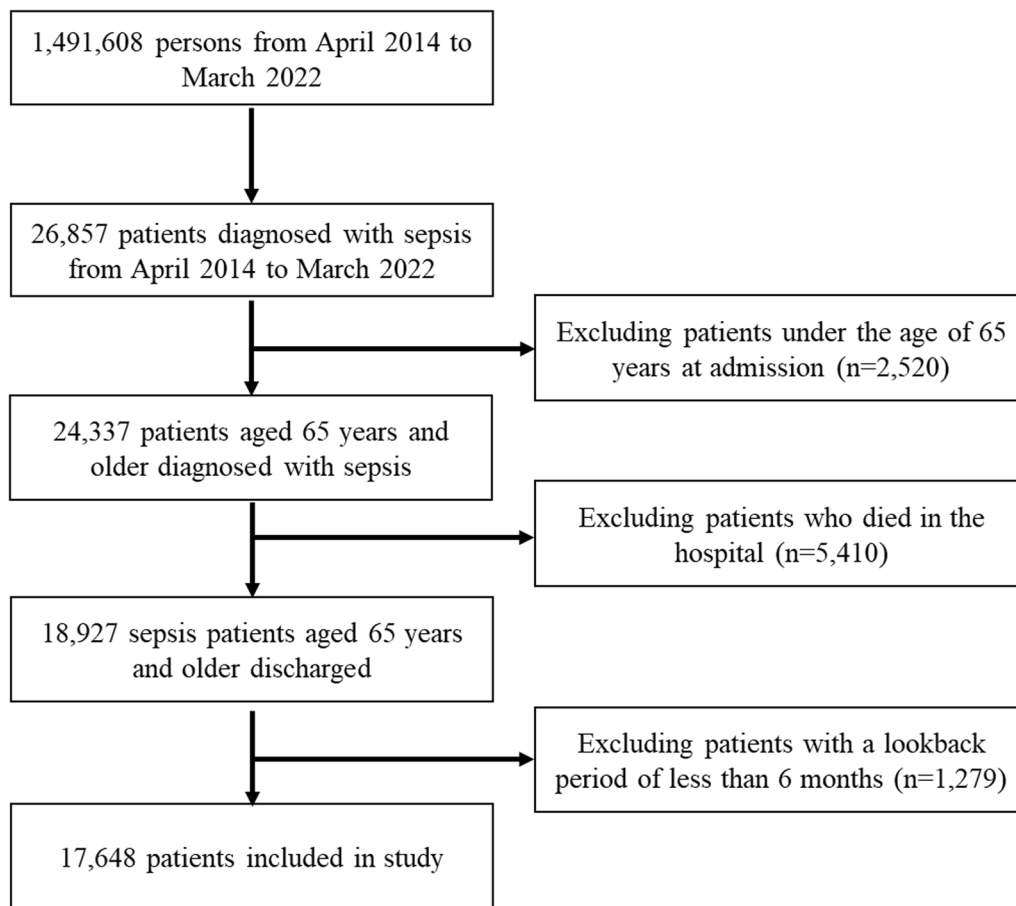 1,491,608 persons from April 2014 to
March 2022
26,857 patients diagnosed with sepsis
from April 2014 to March 2022
Excluding patients under the age of 65
years at admission (n=2,520)
24,337 patients aged 65 years and
older diagnosed with sepsis
Excluding patients who died in the
hospital (n=5,410)
18,927 sepsis patients aged 65 years
and older discharged
Excluding patients with a lookback
period of less than 6 months (n=1,279)
17,648 patients included in study